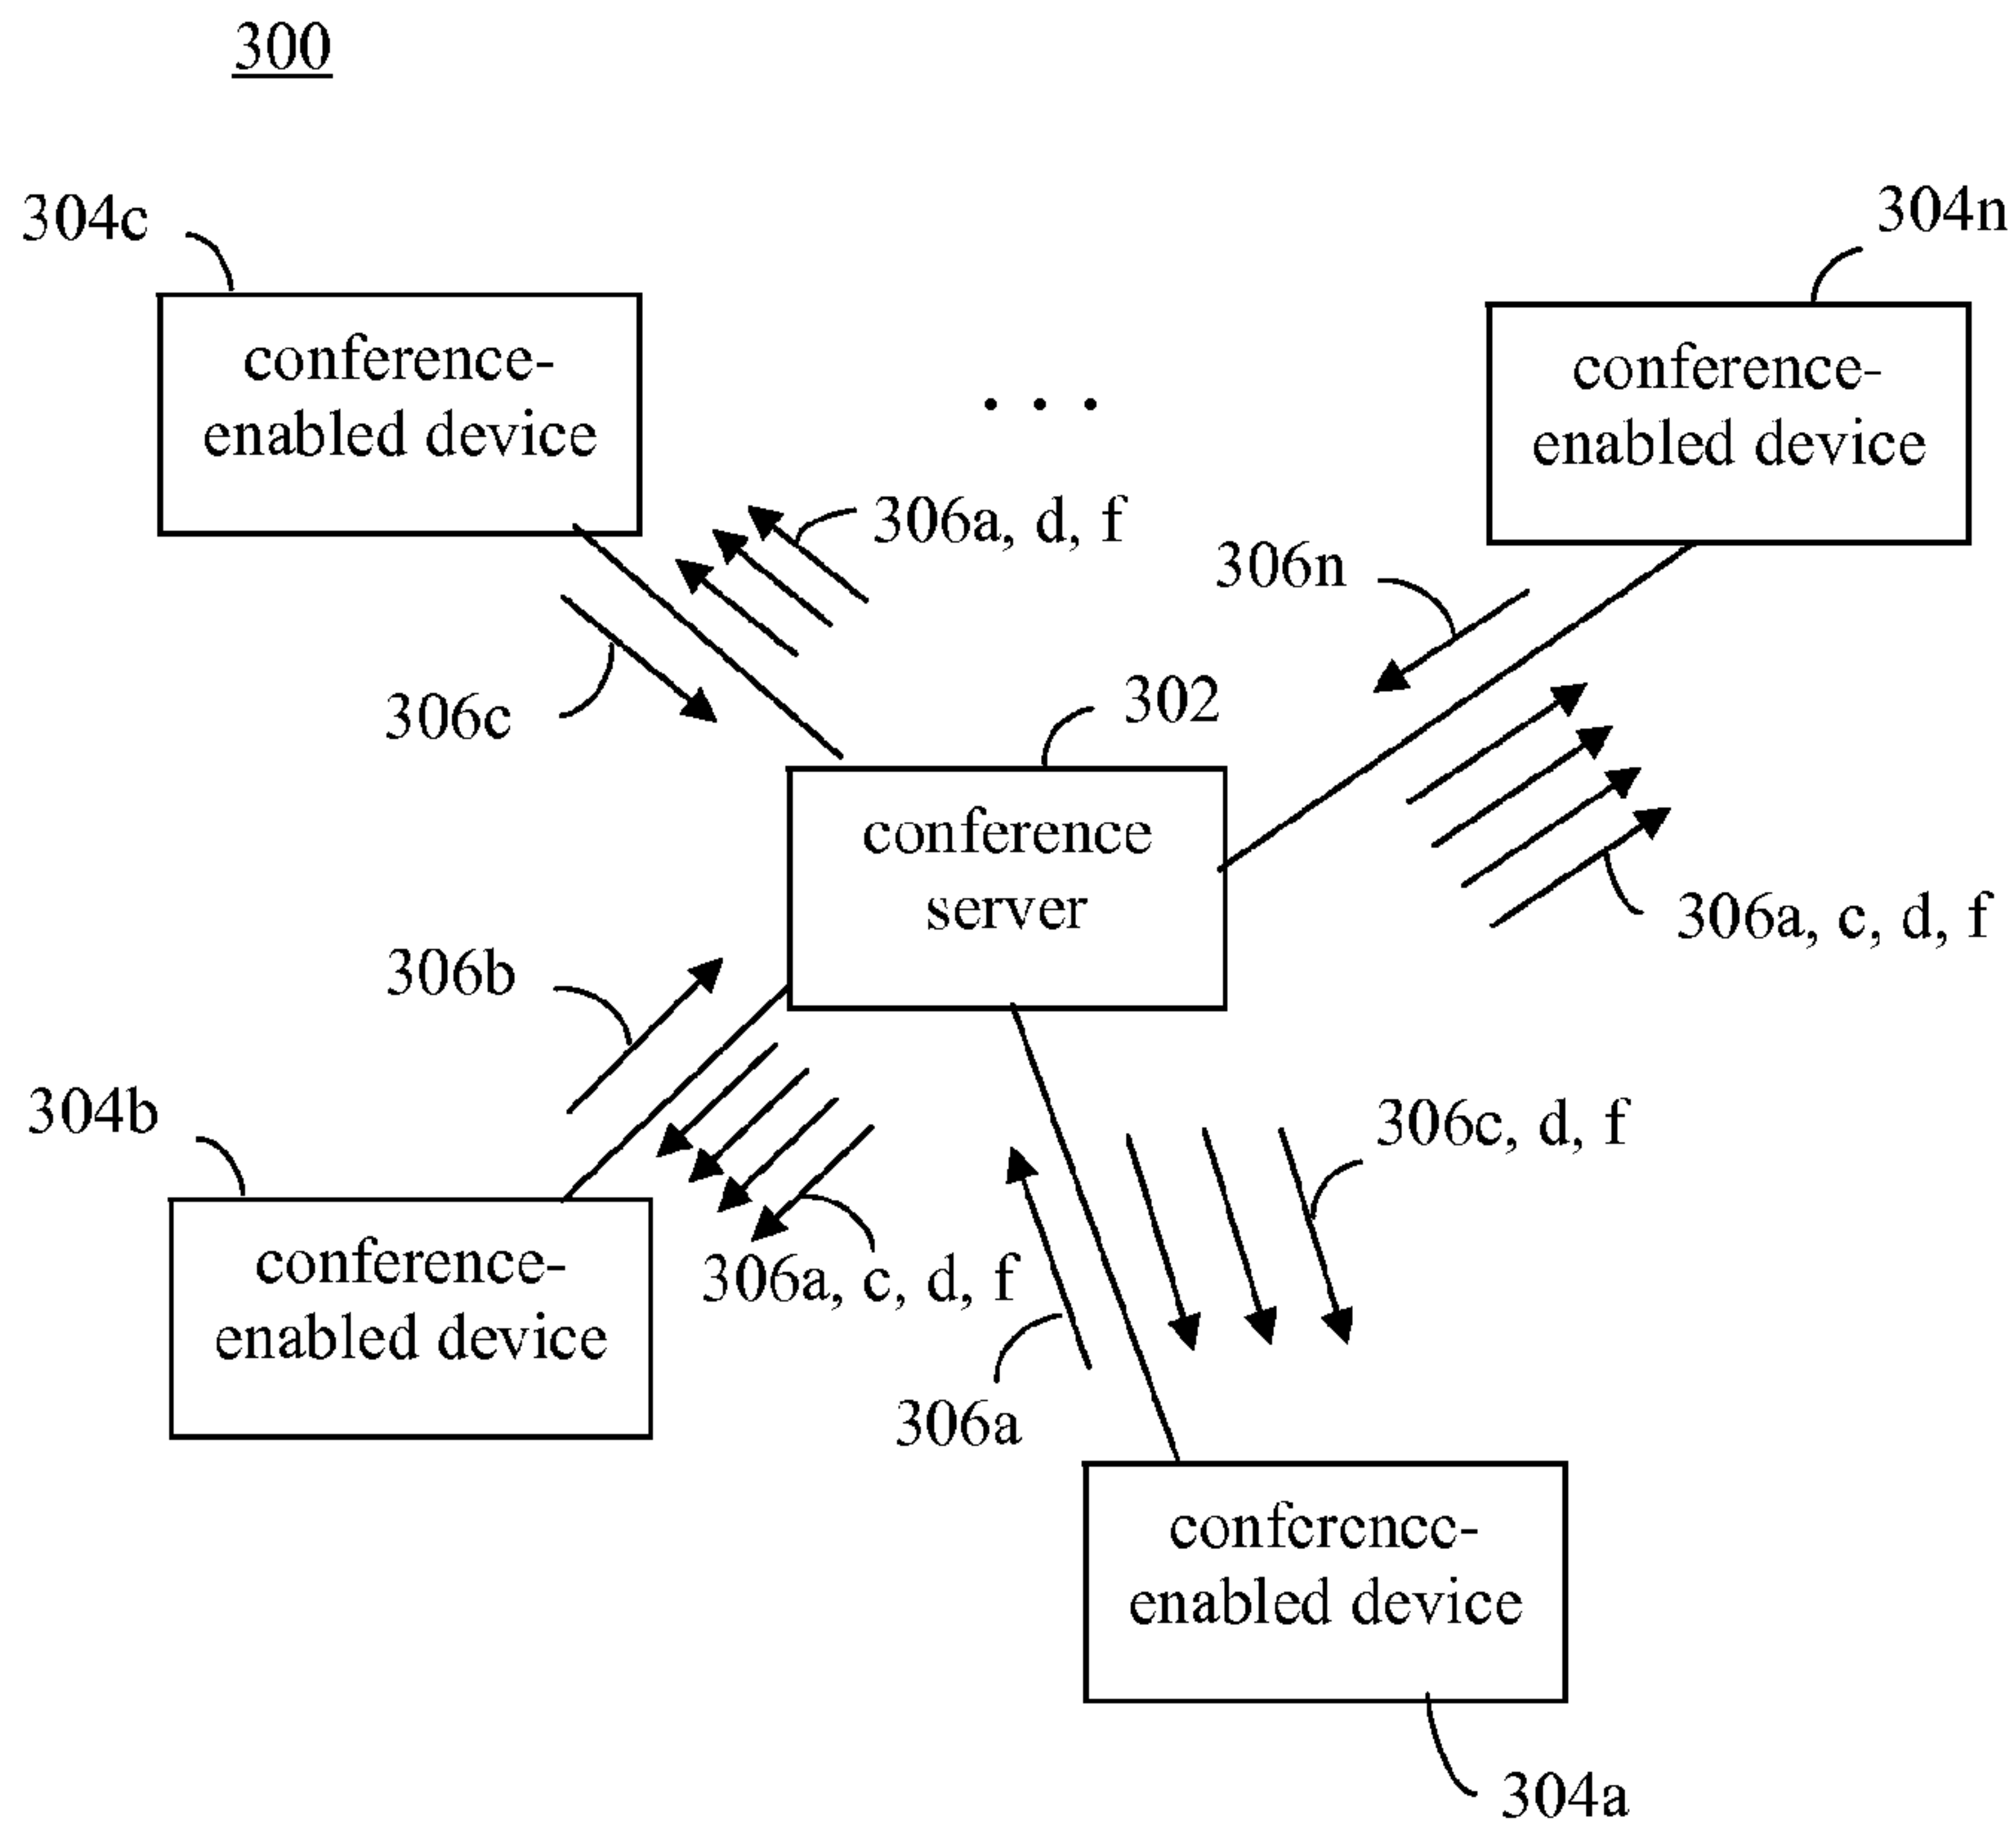 300
304c
304n
conference-
enabled device
conference-
enabled device
306a, d, f
306n
306c
302
conference
server
306a, c, d, f
306b
304b
306c, d, f
conference-
enabled device
306a, c, d, f
306a
conference-
enabled device
304a